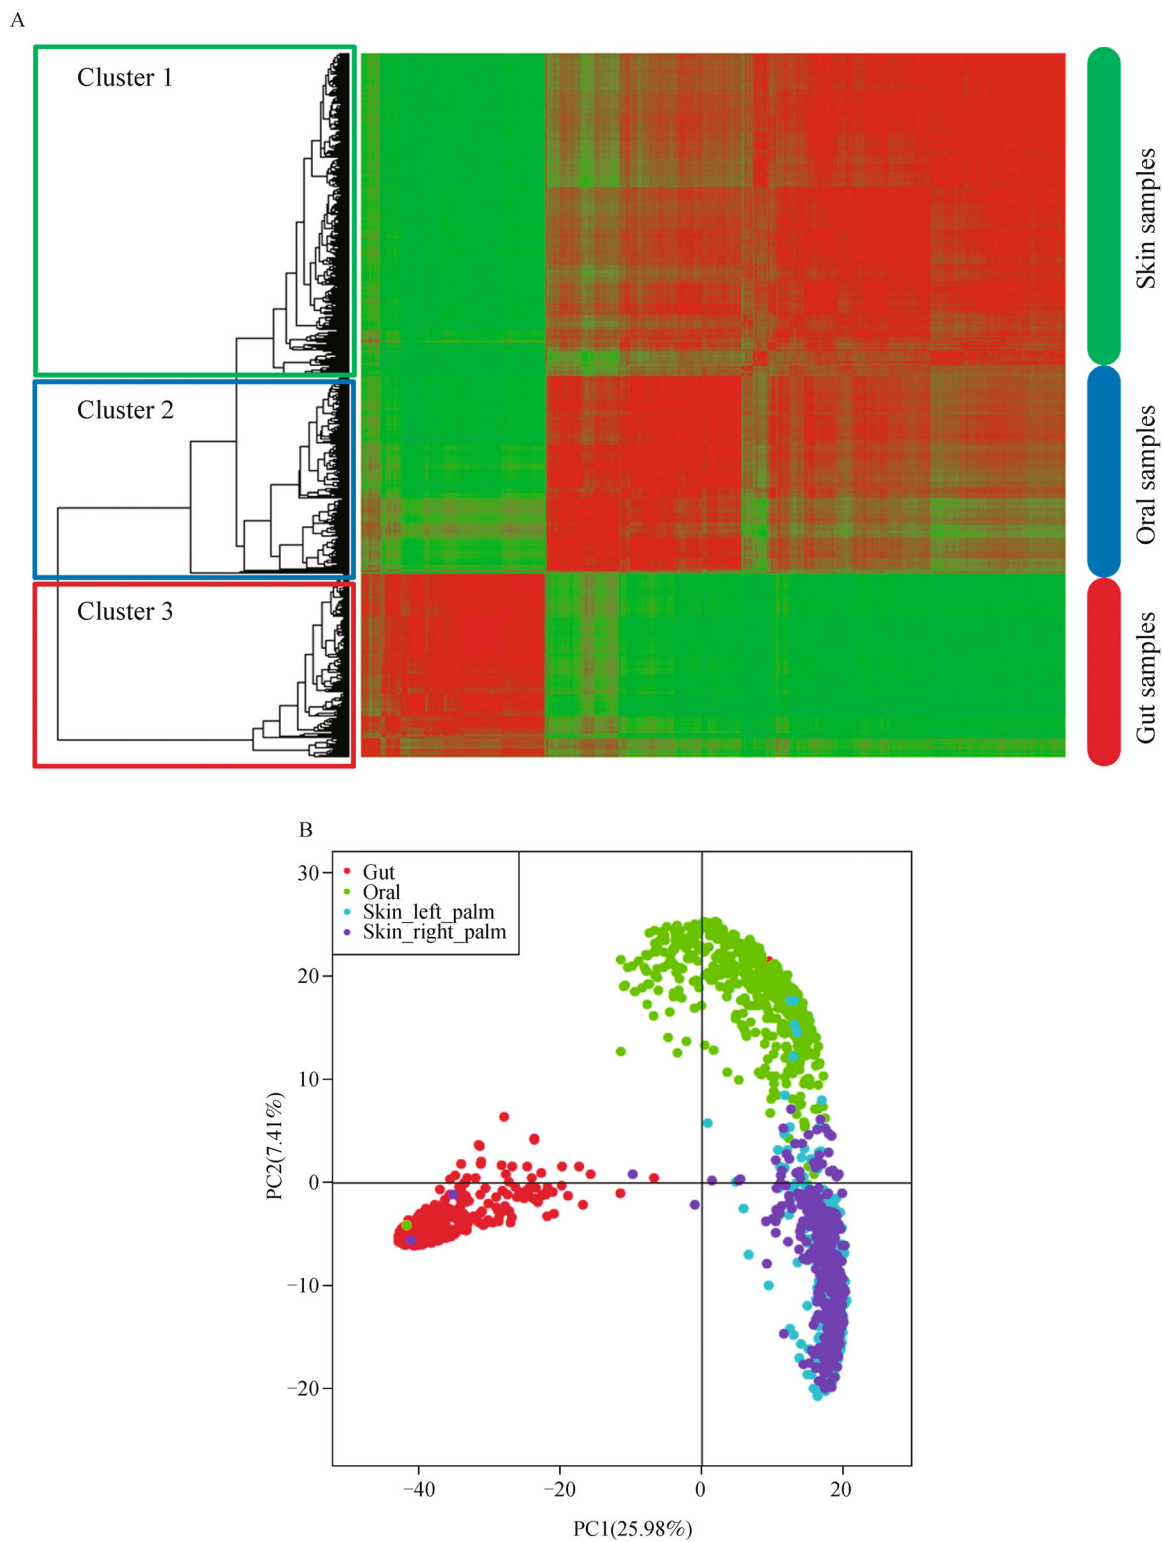 A
Cluster 1
Cluster 2
Cluster 3
Skin samples
Oral samples
Gut samples
B
Gut
Oral
Skin_left_palm
Skin_right_palm
30
20
10
0
−10
−20
PC2(7.41%)
−40
−20
0
20
PC1(25.98%)